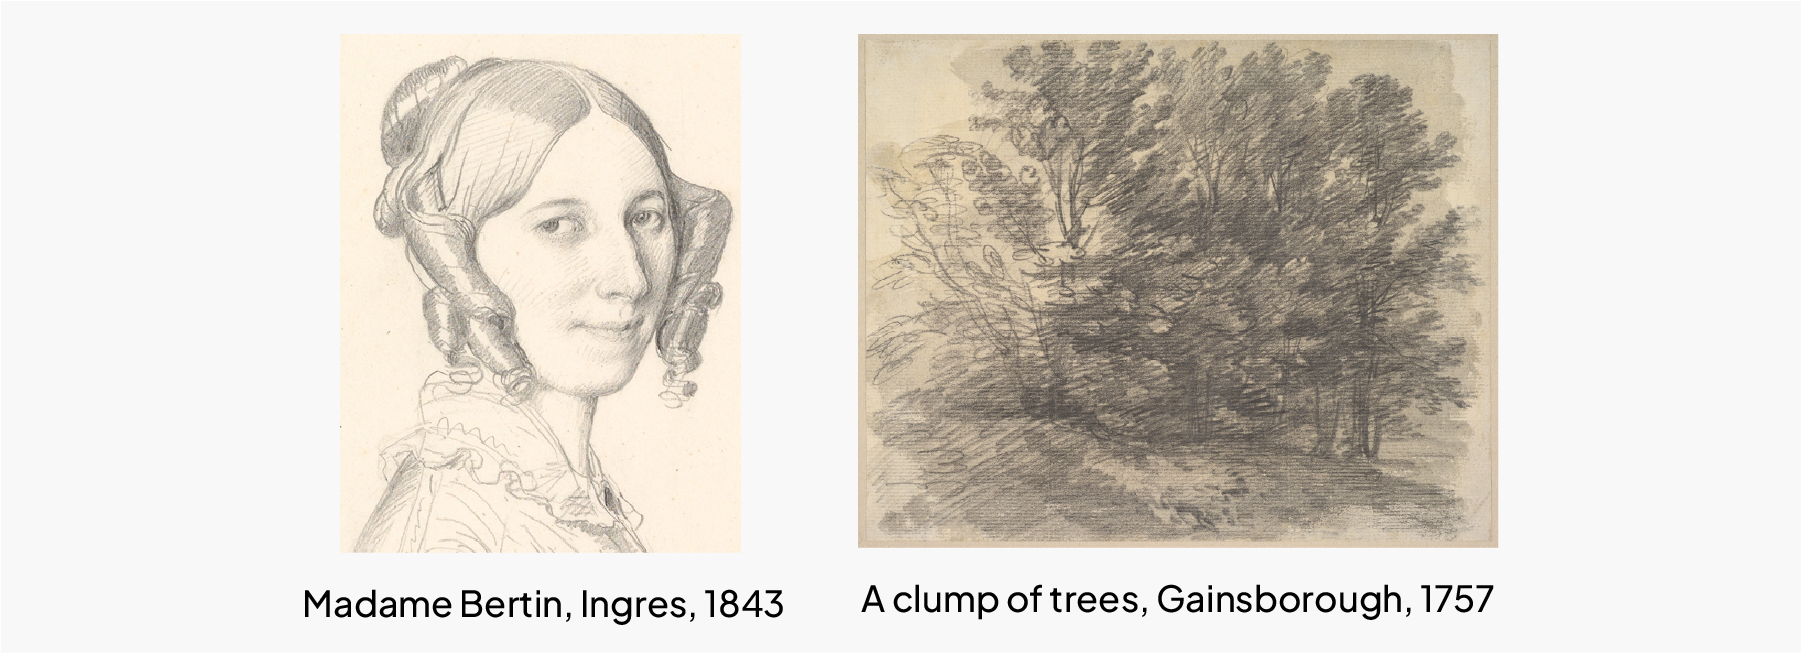 Madame Bertin, Ingres, 1843
A clump of trees, Gainsborough, 1757